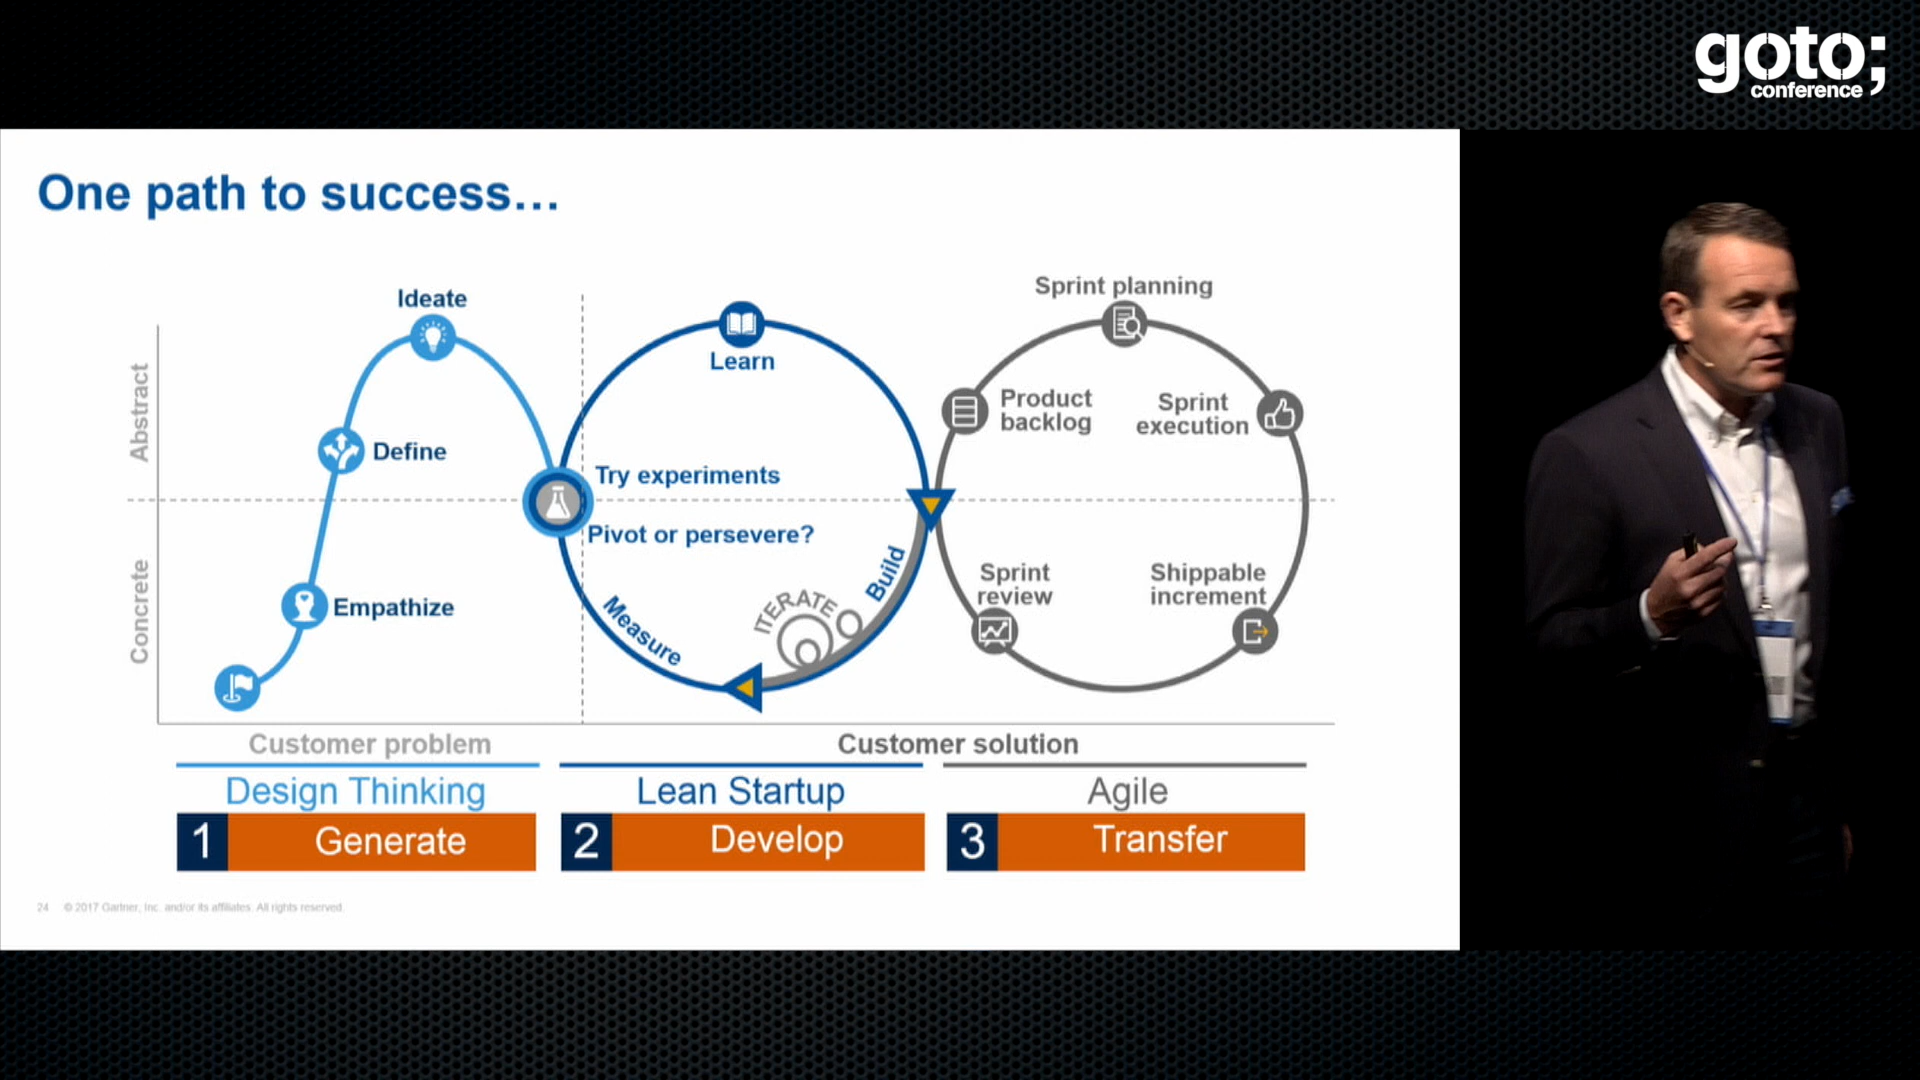 goto;
conference
One path to success...
Ideate
Define
Empathize
Abstract
Concrete
Learn
Try experiments
Pivot or persevere?
Measure
ITERATE
Build
Sprint planning
Product
backlog
Sprint
execution
Sprint
review
Shippable
increment
Customer problem
Customer solution
Design Thinking
Lean Startup
Agile
1 Generate
2 Develop
3 Transfer
24 © 2017 Gartner, Inc. and/or its affiliates. All rights reserved.